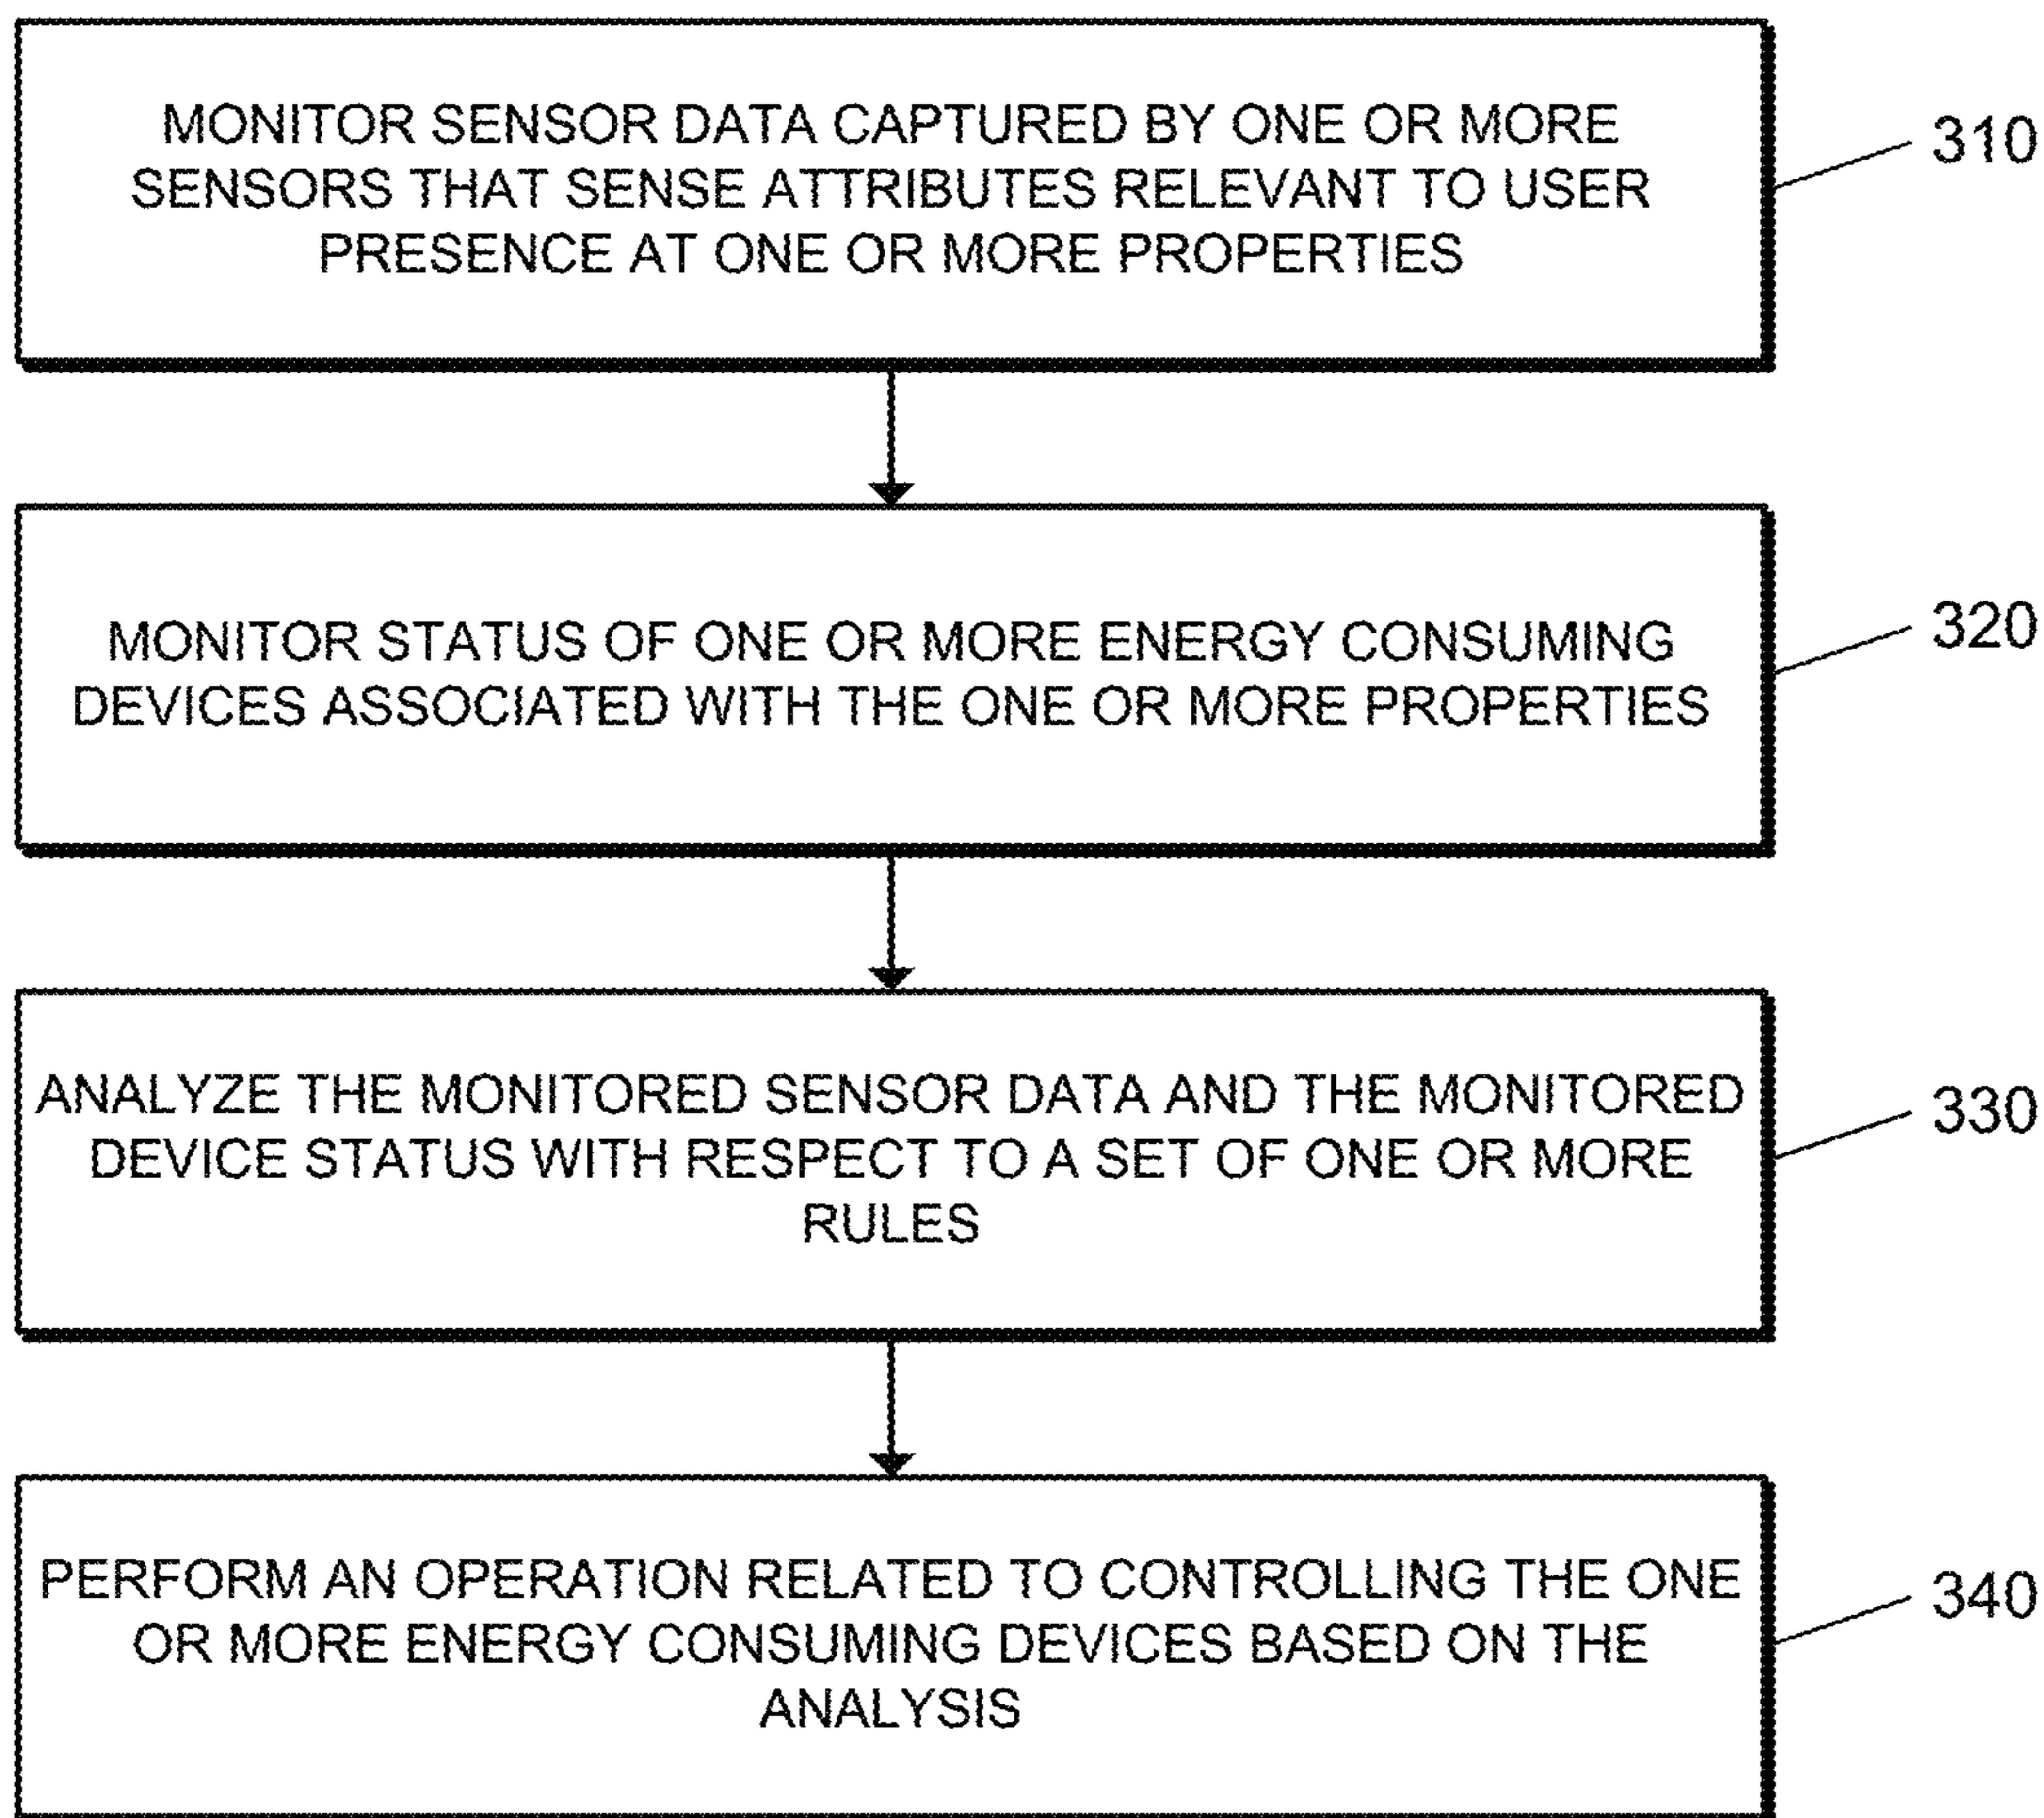 MONITOR SENSOR DATA CAPTURED BY ONE OR MORE
SENSORS THAT SENSE ATTRIBUTES RELEVANT TO USER
PRESENCE AT ONE OR MORE PROPERTIES
310
MONITOR STATUS OF ONE OR MORE ENERGY CONSUMING
DEVICES ASSOCIATED WITH THE ONE OR MORE PROPERTIES
320
ANALYZE THE MONITORED SENSOR DATA AND THE MONITORED
DEVICE STATUS WITH RESPECT TO A SET OF ONE OR MORE
RULES
330
PERFORM AN OPERATION RELATED TO CONTROLLING THE ONE
OR MORE ENERGY CONSUMING DEVICES BASED ON THE
ANALYSIS
340